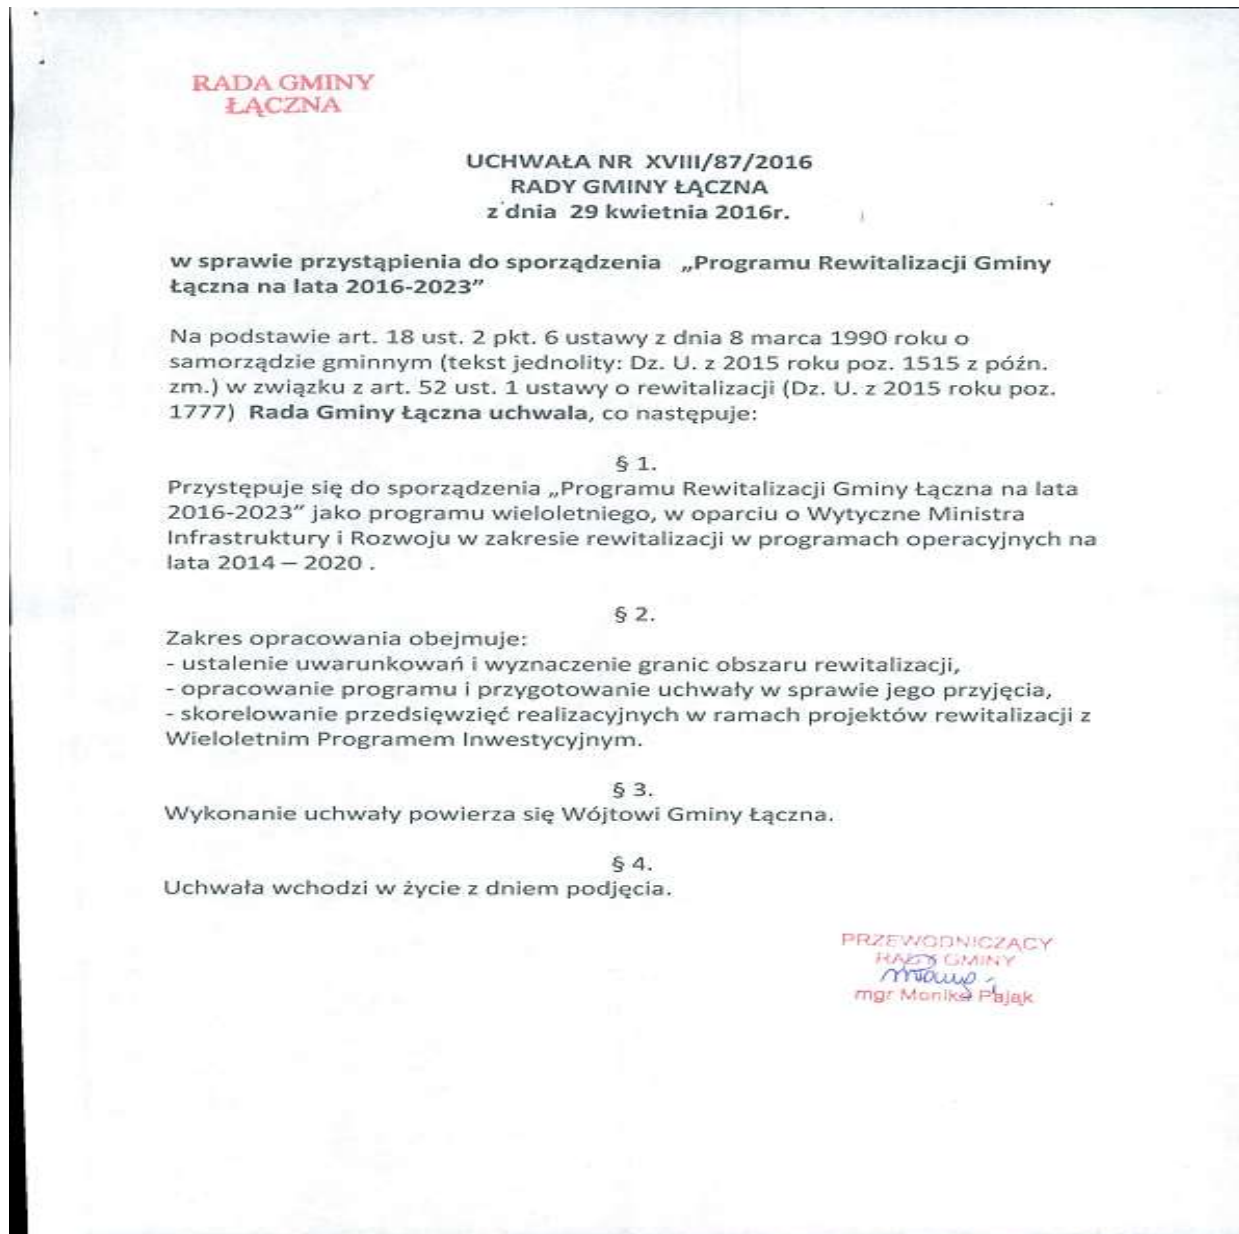 RADA GMINY
ŁĄCZNA
UCHWAŁA NR XVIII/87/2016
RADY GMINY ŁĄCZNA
z dnia 29 kwietnia 2016r.
w sprawie przystąpienia do sporządzenia „Programu Rewitalizacji Gminy
Łączna na lata 2016-2023”
Na podstawie art. 18 ust. 2 pkt. 6 ustawy z dnia 8 marca 1990 roku o
samorządzie gminnym (tekst jednolity: Dz. U. z 2015 roku poz. 1515 z późn.
zm.) w związku z art. 52 ust. 1 ustawy o rewitalizacji (Dz. U. z 2015 roku poz.
1777) Rada Gminy Łączna uchwala, co następuje:
§ 1.
Przystępuje się do sporządzenia „Programu Rewitalizacji Gminy Łączna na lata
2016-2023” jako programu wieloletniego, w oparciu o Wytyczne Ministra
Infrastruktury i Rozwoju w zakresie rewitalizacji w programach operacyjnych na
lata 2014 – 2020 .
§ 2.
Zakres opracowania obejmuje:
- ustalenie uwarunkowań i wyznaczenie granic obszaru rewitalizacji,
- opracowanie programu i przygotowanie uchwały w sprawie jego przyjęcia,
- skorelowanie przedsięwzięć realizacyjnych w ramach projektów rewitalizacji z
Wieloletnim Programem Inwestycyjnym.
§ 3.
Wykonanie uchwały powierza się Wójtowi Gminy Łączna.
§ 4.
Uchwała wchodzi w życie z dniem podjęcia.
PRZEWODNICZĄCY
RADY GMINY
mgr Monika Pająk